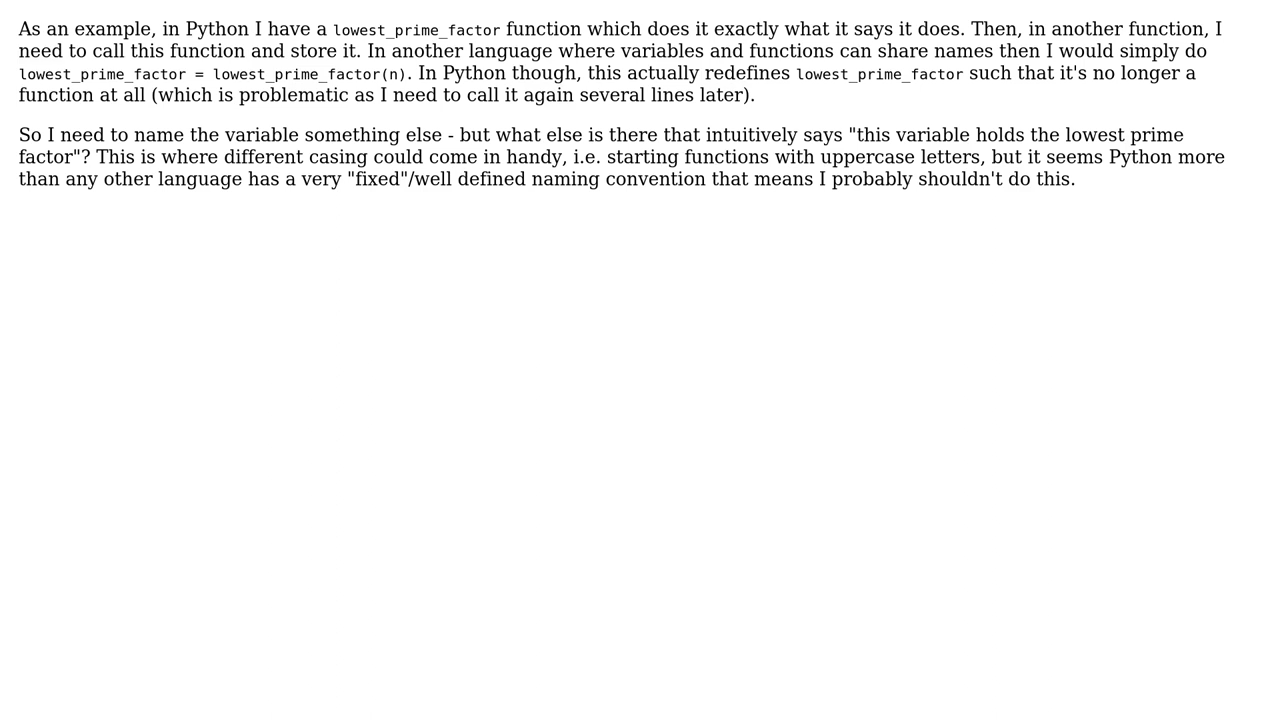 As an example, in Python I have a lowest_prime_factor function which does it exactly what it says it does. Then, in another function, I
need to call this function and store it. In another language where variables and functions can share names then I would simply do
lowest_prime_factor = lowest_prime_factor(n). In Python though, this actually redefines lowest_prime_factor such that it's no longer a
function at all (which is problematic as I need to call it again several lines later).
So I need to name the variable something else - but what else is there that intuitively says "this variable holds the lowest prime
factor"? This is where different casing could come in handy, i.e. starting functions with uppercase letters, but it seems Python more
than any other language has a very "fixed"/well defined naming convention that means I probably shouldn't do this.